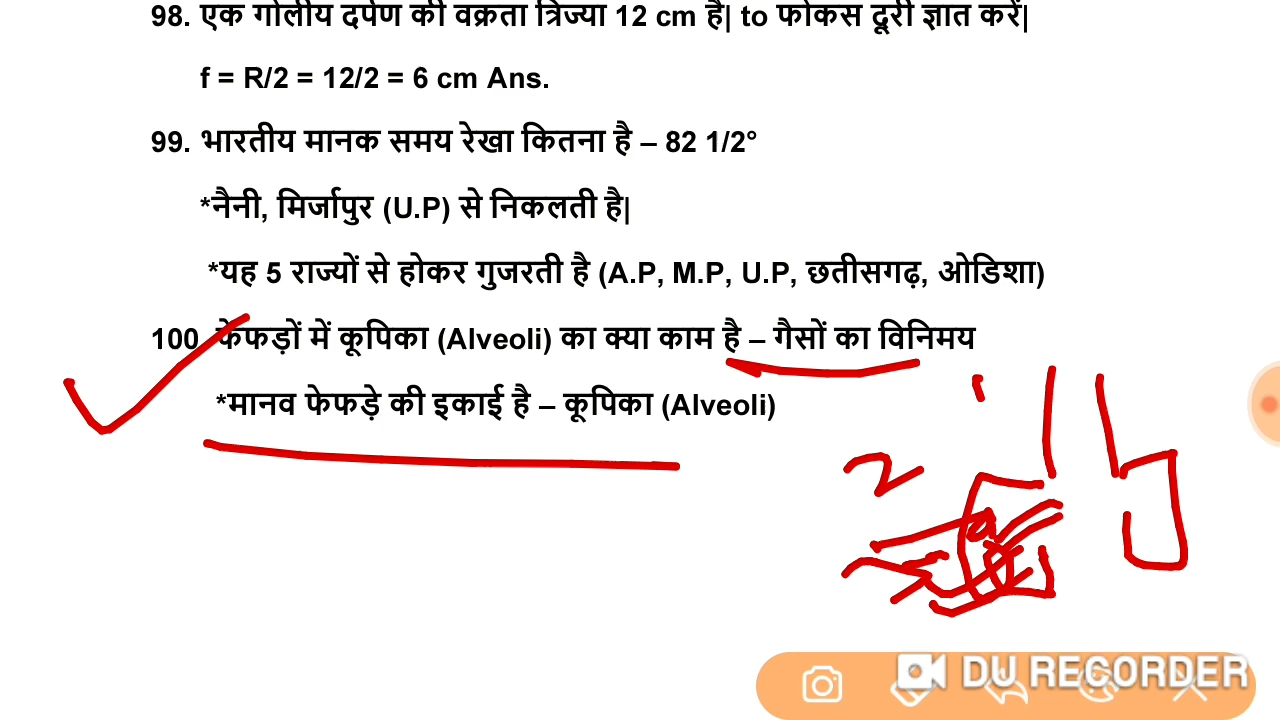 98. एक गोलीय दर्पण की वक्रता त्रिज्या 12 cm है| to फोकस दूरी ज्ञात करें|
f = R/2 = 12/2 = 6 cm Ans.
99. भारतीय मानक समय रेखा कितना है – 82 1/2°
*नैनी, मिर्जापुर (U.P) से निकलती है|
*यह 5 राज्यों से होकर गुजरती है (A.P, M.P, U.P, छतीसगढ़, ओडिशा)
100. फेफड़ों में कूपिका (Alveoli) का क्या काम है – गैसों का विनिमय
*मानव फेफड़े की इकाई है – कूपिका (Alveoli)
DU RECORDER